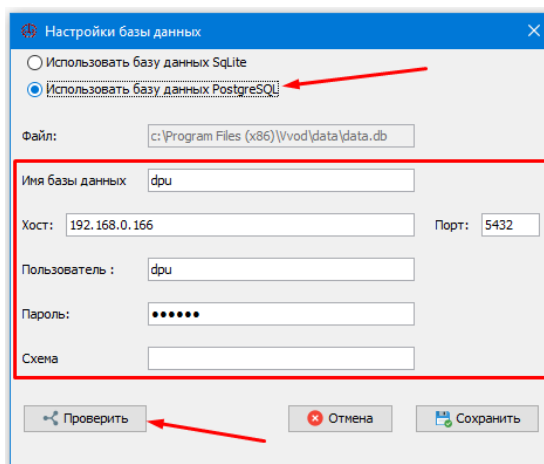 Настройки базы данных
Использовать базу данных SqLite
Использовать базу данных PostgreSQL
Файл: c:\Program Files (x86)\Vvod\data\data.db
Имя базы данных dpu
Хост: 192.168.0.166 Порт: 5432
Пользователь : dpu
Пароль: ••••••
Схема
Проверить Отмена Сохранить